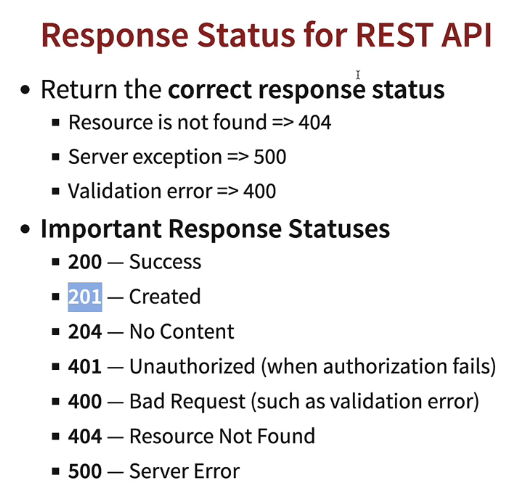 Response Status for REST API
• Return the correct response status
▪ Resource is not found => 404
▪ Server exception => 500
▪ Validation error => 400
• Important Response Statuses
▪ 200 — Success
▪ 201 — Created
▪ 204 — No Content
▪ 401 — Unauthorized (when authorization fails)
▪ 400 — Bad Request (such as validation error)
▪ 404 — Resource Not Found
▪ 500 — Server Error